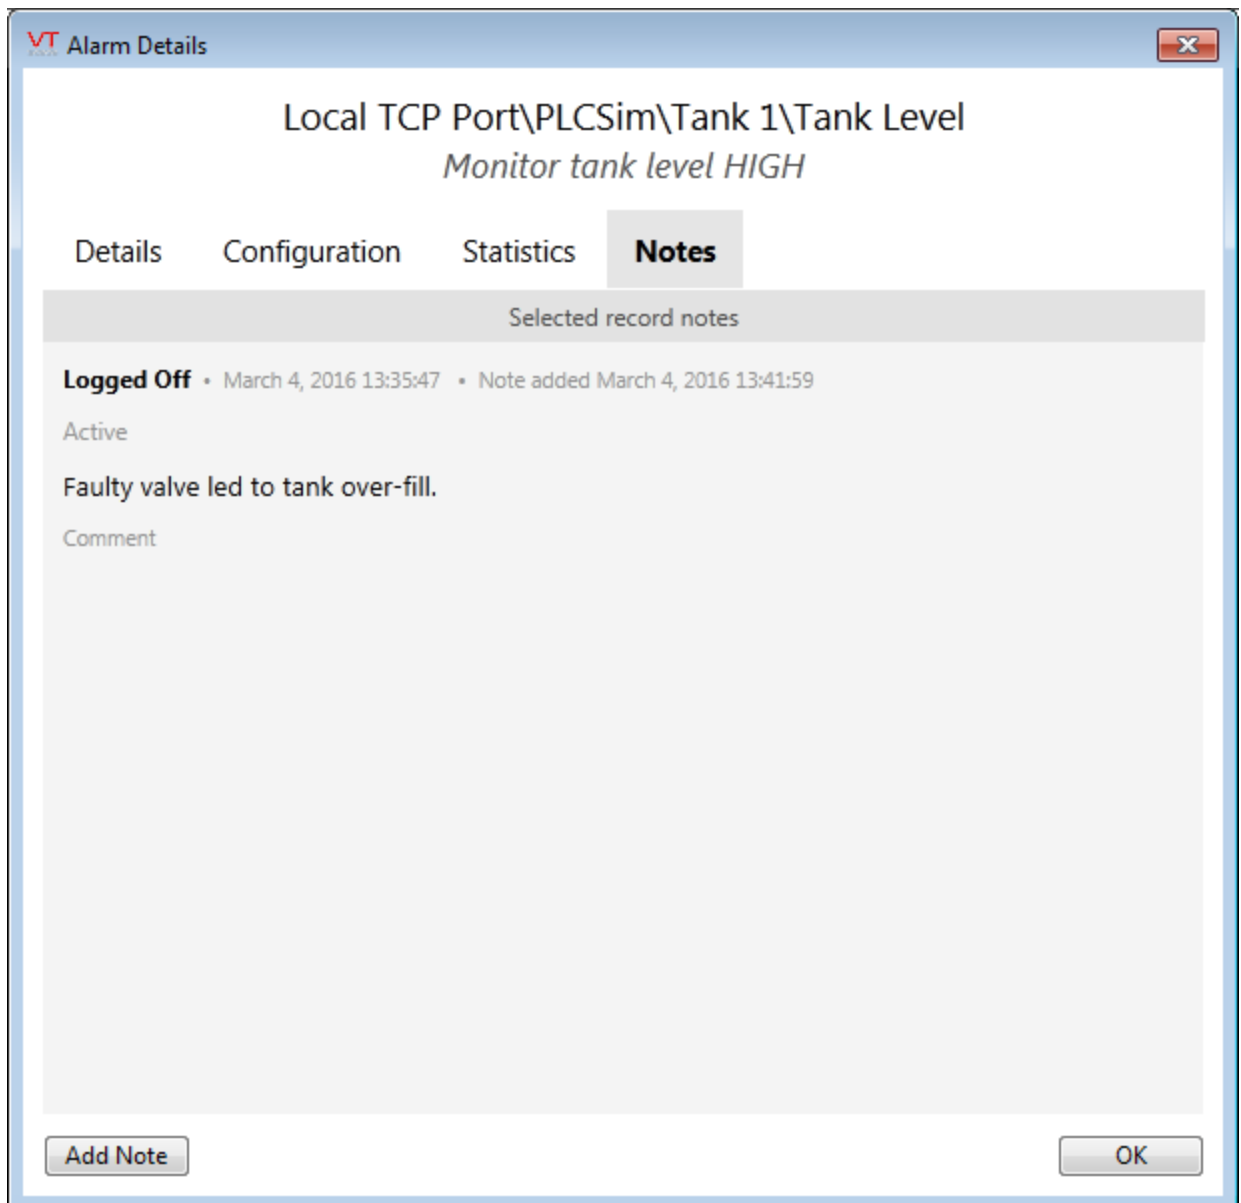 VT Alarm Details
Local TCP Port\PLCSim\Tank 1\Tank Level
Monitor tank level HIGH
Details Configuration Statistics Notes
Selected record notes
Logged Off • March 4, 2016 13:35:47 • Note added March 4, 2016 13:41:59
Active
Faulty valve led to tank over-fill.
Comment
Add Note OK